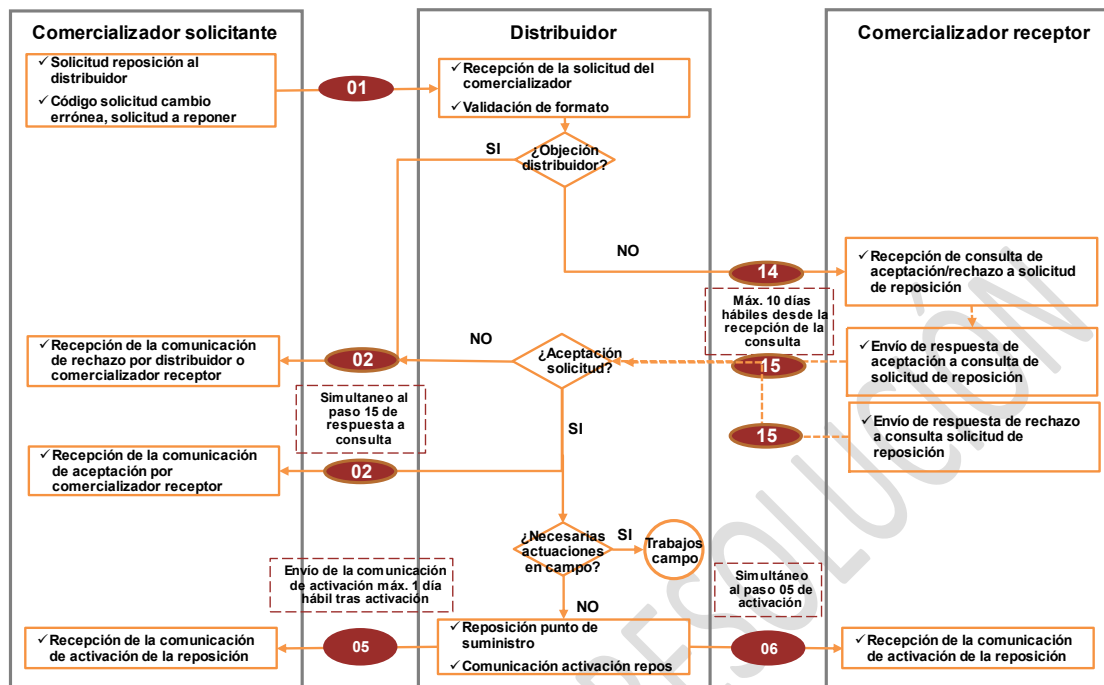 Comercializador solicitante
Distribuidor
Comercializador receptor
✓Solicitud reposición al
distribuidor
✓Código solicitud cambio
errónea, solicitud a reponer
01
✓Recepción de la solicitud del
comercializador
✓Validación de formato
SI
¿Objeción
distribuidor?
NO
14
✓Recepción de consulta de
aceptación/rechazo a solicitud
de reposición
Máx. 10 días
hábiles desde la
recepción de la
consulta
✓Recepción de la comunicación
de rechazo por distribuidor o
comercializador receptor
02
NO
¿Aceptación
solicitud?
15
✓Envío de respuesta de
aceptación a consulta de
solicitud de reposición
Simultaneo al
paso 15 de
respuesta a
consulta
SI
15
✓Envío de respuesta de rechazo
a consulta solicitud de
reposición
✓Recepción de la comunicación
de aceptación por
comercializador receptor
02
¿Necesarias
actuaciones
en campo?
SI
Trabajos
campo
Envío de la comunicación
de activación máx. 1 día
hábil tras activación
NO
Simultáneo
al paso 05 de
activación
✓Recepción de la comunicación
de activación de la reposición
05
✓Reposición punto de
suministro
✓Comunicación activación repos
06
✓Recepción de la comunicación
de activación de la reposición
RESOLUCIÓN